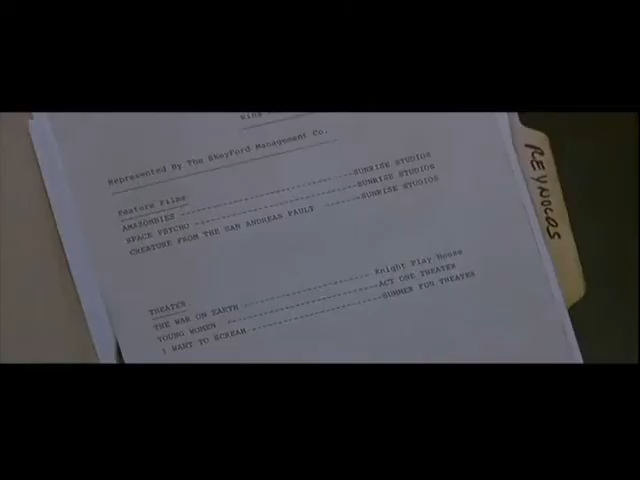 Represented By The SkeyFord Management Co.
Feature Films
AMAZOMBIES ---------------------------- ---SUNRISE STUDIOS
SPACE PSYCHO ----------------------------SUNRISE STUDIOS
CREATURE FROM THE SAN ANDREAS FAULT -------SUNRISE STUDIOS
THEATER
THE WAR ON EARTH ----------------------- Knight Play House
YOUNG WOMEN ----------------------------ACT ONE THEATER
I WANT TO SCREAM------------------------SUMMER FUN THEATER
REYNOLDS